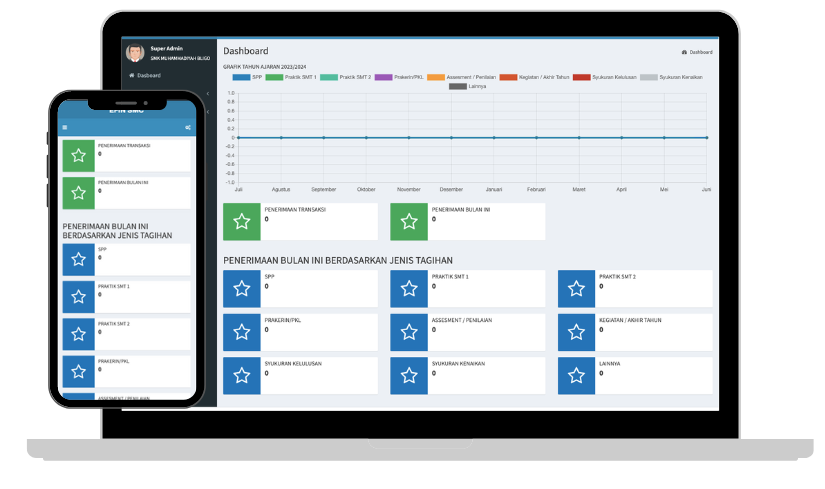 Super Admin
SMK MUHAMMADIYAH BLIGO
Dasboard
Dashboard
Dashboard
GRAFIK TAHUN AJARAN 2023/2024
SPP
Praktik SMT 1
Praktik SMT 2
Prakerin/PKL
Assesment / Penilaian
Kegiatan / Akhir Tahun
Syukuran Kelulusan
Syukuran Kenaikan
Lainnya
1.0
0.8
0.6
0.4
0.2
0
-0.2
-0.4
-0.6
-0.8
-1.0
Juli Agustus September Oktober November Desember Januari Februari Maret April Mei Juni
PENERIMAAN TRANSAKSI
0
PENERIMAAN BULAN INI
0
PENERIMAAN BULAN INI BERDASARKAN JENIS TAGIHAN
SPP
0
PRAKTIK SMT 1
0
PRAKTIK SMT 2
0
PRAKERIN/PKL
0
ASSESMENT / PENILAIAN
0
KEGIATAN / AKHIR TAHUN
0
SYUKURAN KELULUSAN
0
SYUKURAN KENAIKAN
0
LAINNYA
0
PENERIMAAN TRANSAKSI
0
PENERIMAAN BULAN INI
0
PENERIMAAN BULAN INI
BERDASARKAN JENIS TAGIHAN
SPP
0
PRAKTIK SMT 1
0
PRAKTIK SMT 2
0
PRAKERIN/PKL
0
ASSESMENT / PENILAIAN